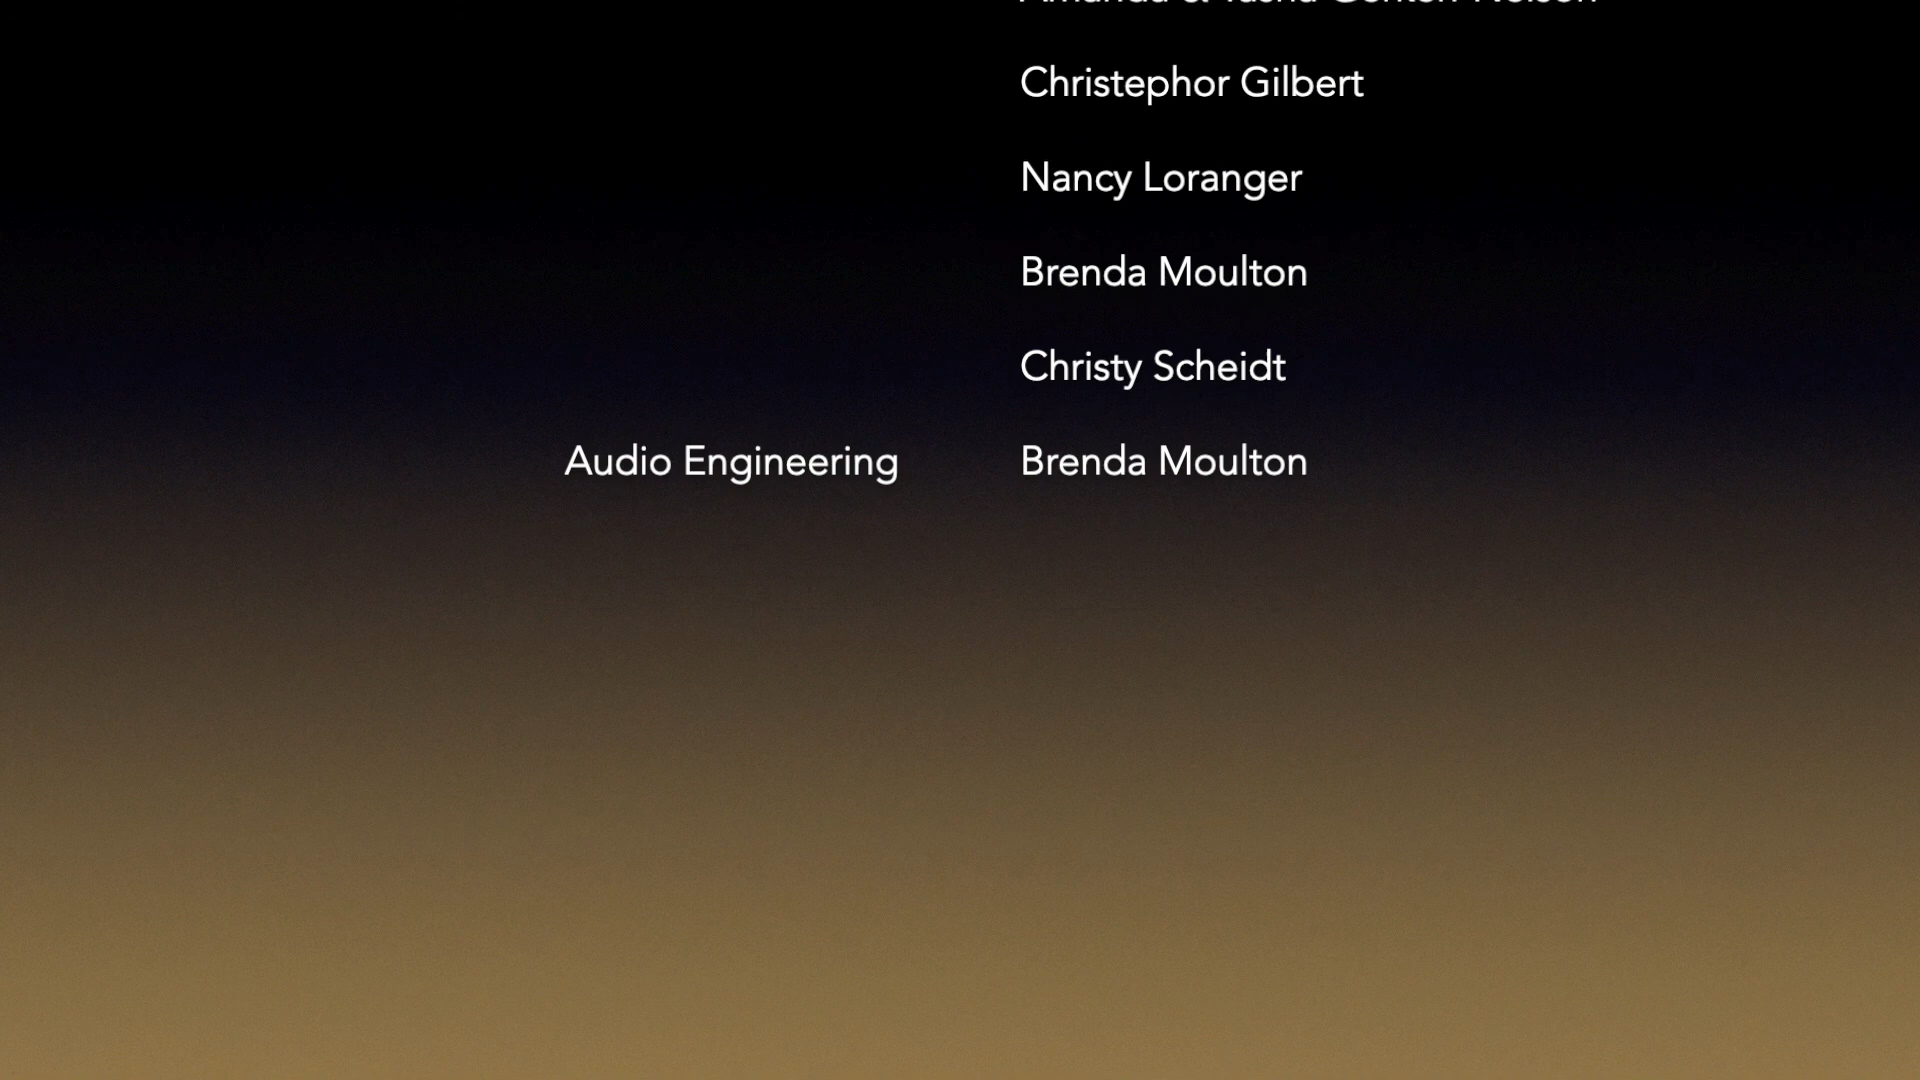 Christephor Gilbert
Nancy Loranger
Brenda Moulton
Christy Scheidt
Audio Engineering Brenda Moulton